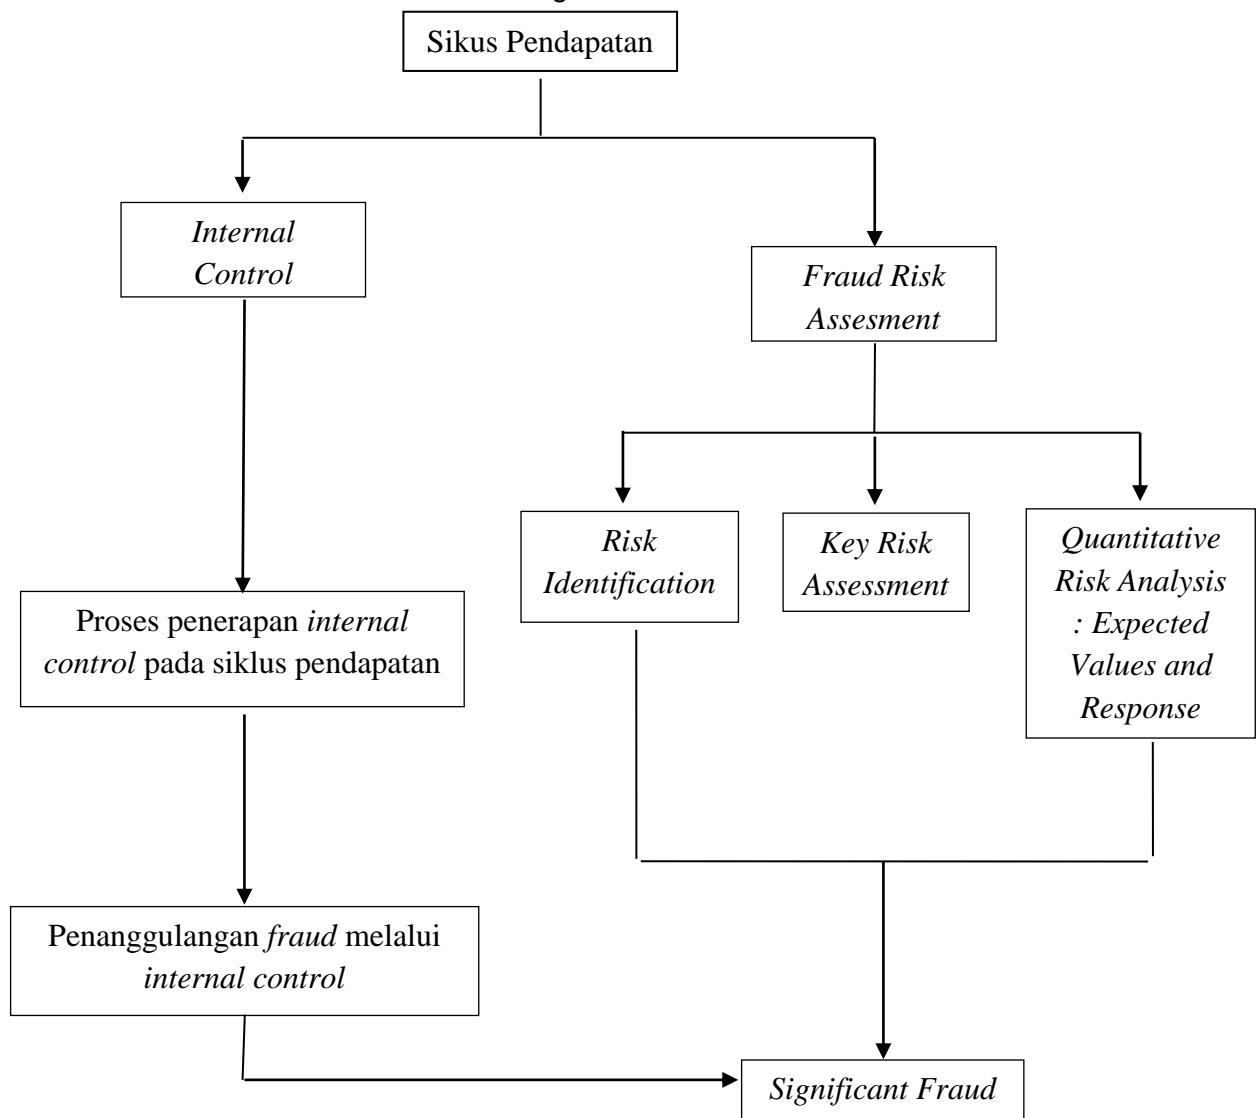 Sikus Pendapatan
Internal
Control
Fraud Risk
Assesment
Risk
Identification
Key Risk
Assessment
Quantitative
Risk Analysis
: Expected
Values and
Response
Proses penerapan internal
control pada siklus pendapatan
Penanggulangan fraud melalui
internal control
Significant Fraud